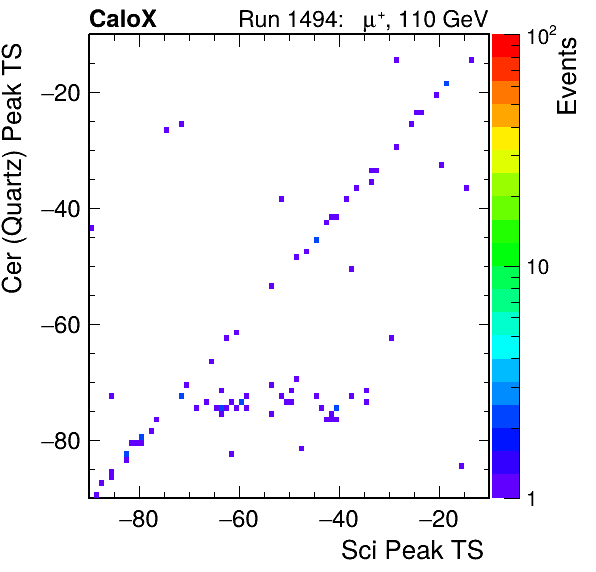 CaloX Run 1494: μ⁺, 110 GeV
Cer (Quartz) Peak TS
−20
−40
−60
−80
−80 −60 −40 −20
Sci Peak TS
Events
10²
10
1